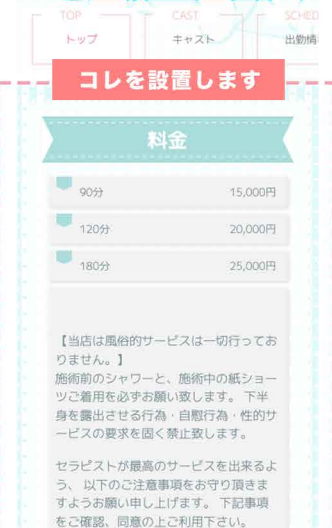 TOP
CAST
SCHED
トップ
キャスト
出勤情
コレを設置します
料金
90分 15,000円
120分 20,000円
180分 25,000円
【当店は風俗的サービスは一切行ってお
りません。】
施術前のシャワーと、施術中の紙ショー
ツご着用を必ずお願い致します。 下半
身を露出させる行為・自慰行為・性的サ
ービスの要求を固く禁止致します。
セラピストが最高のサービスを出来るよ
う、 以下のご注意事項をお守り頂きま
すようお願い申し上げます。 下記事項
をご確認、同意の上ご利用下さい。